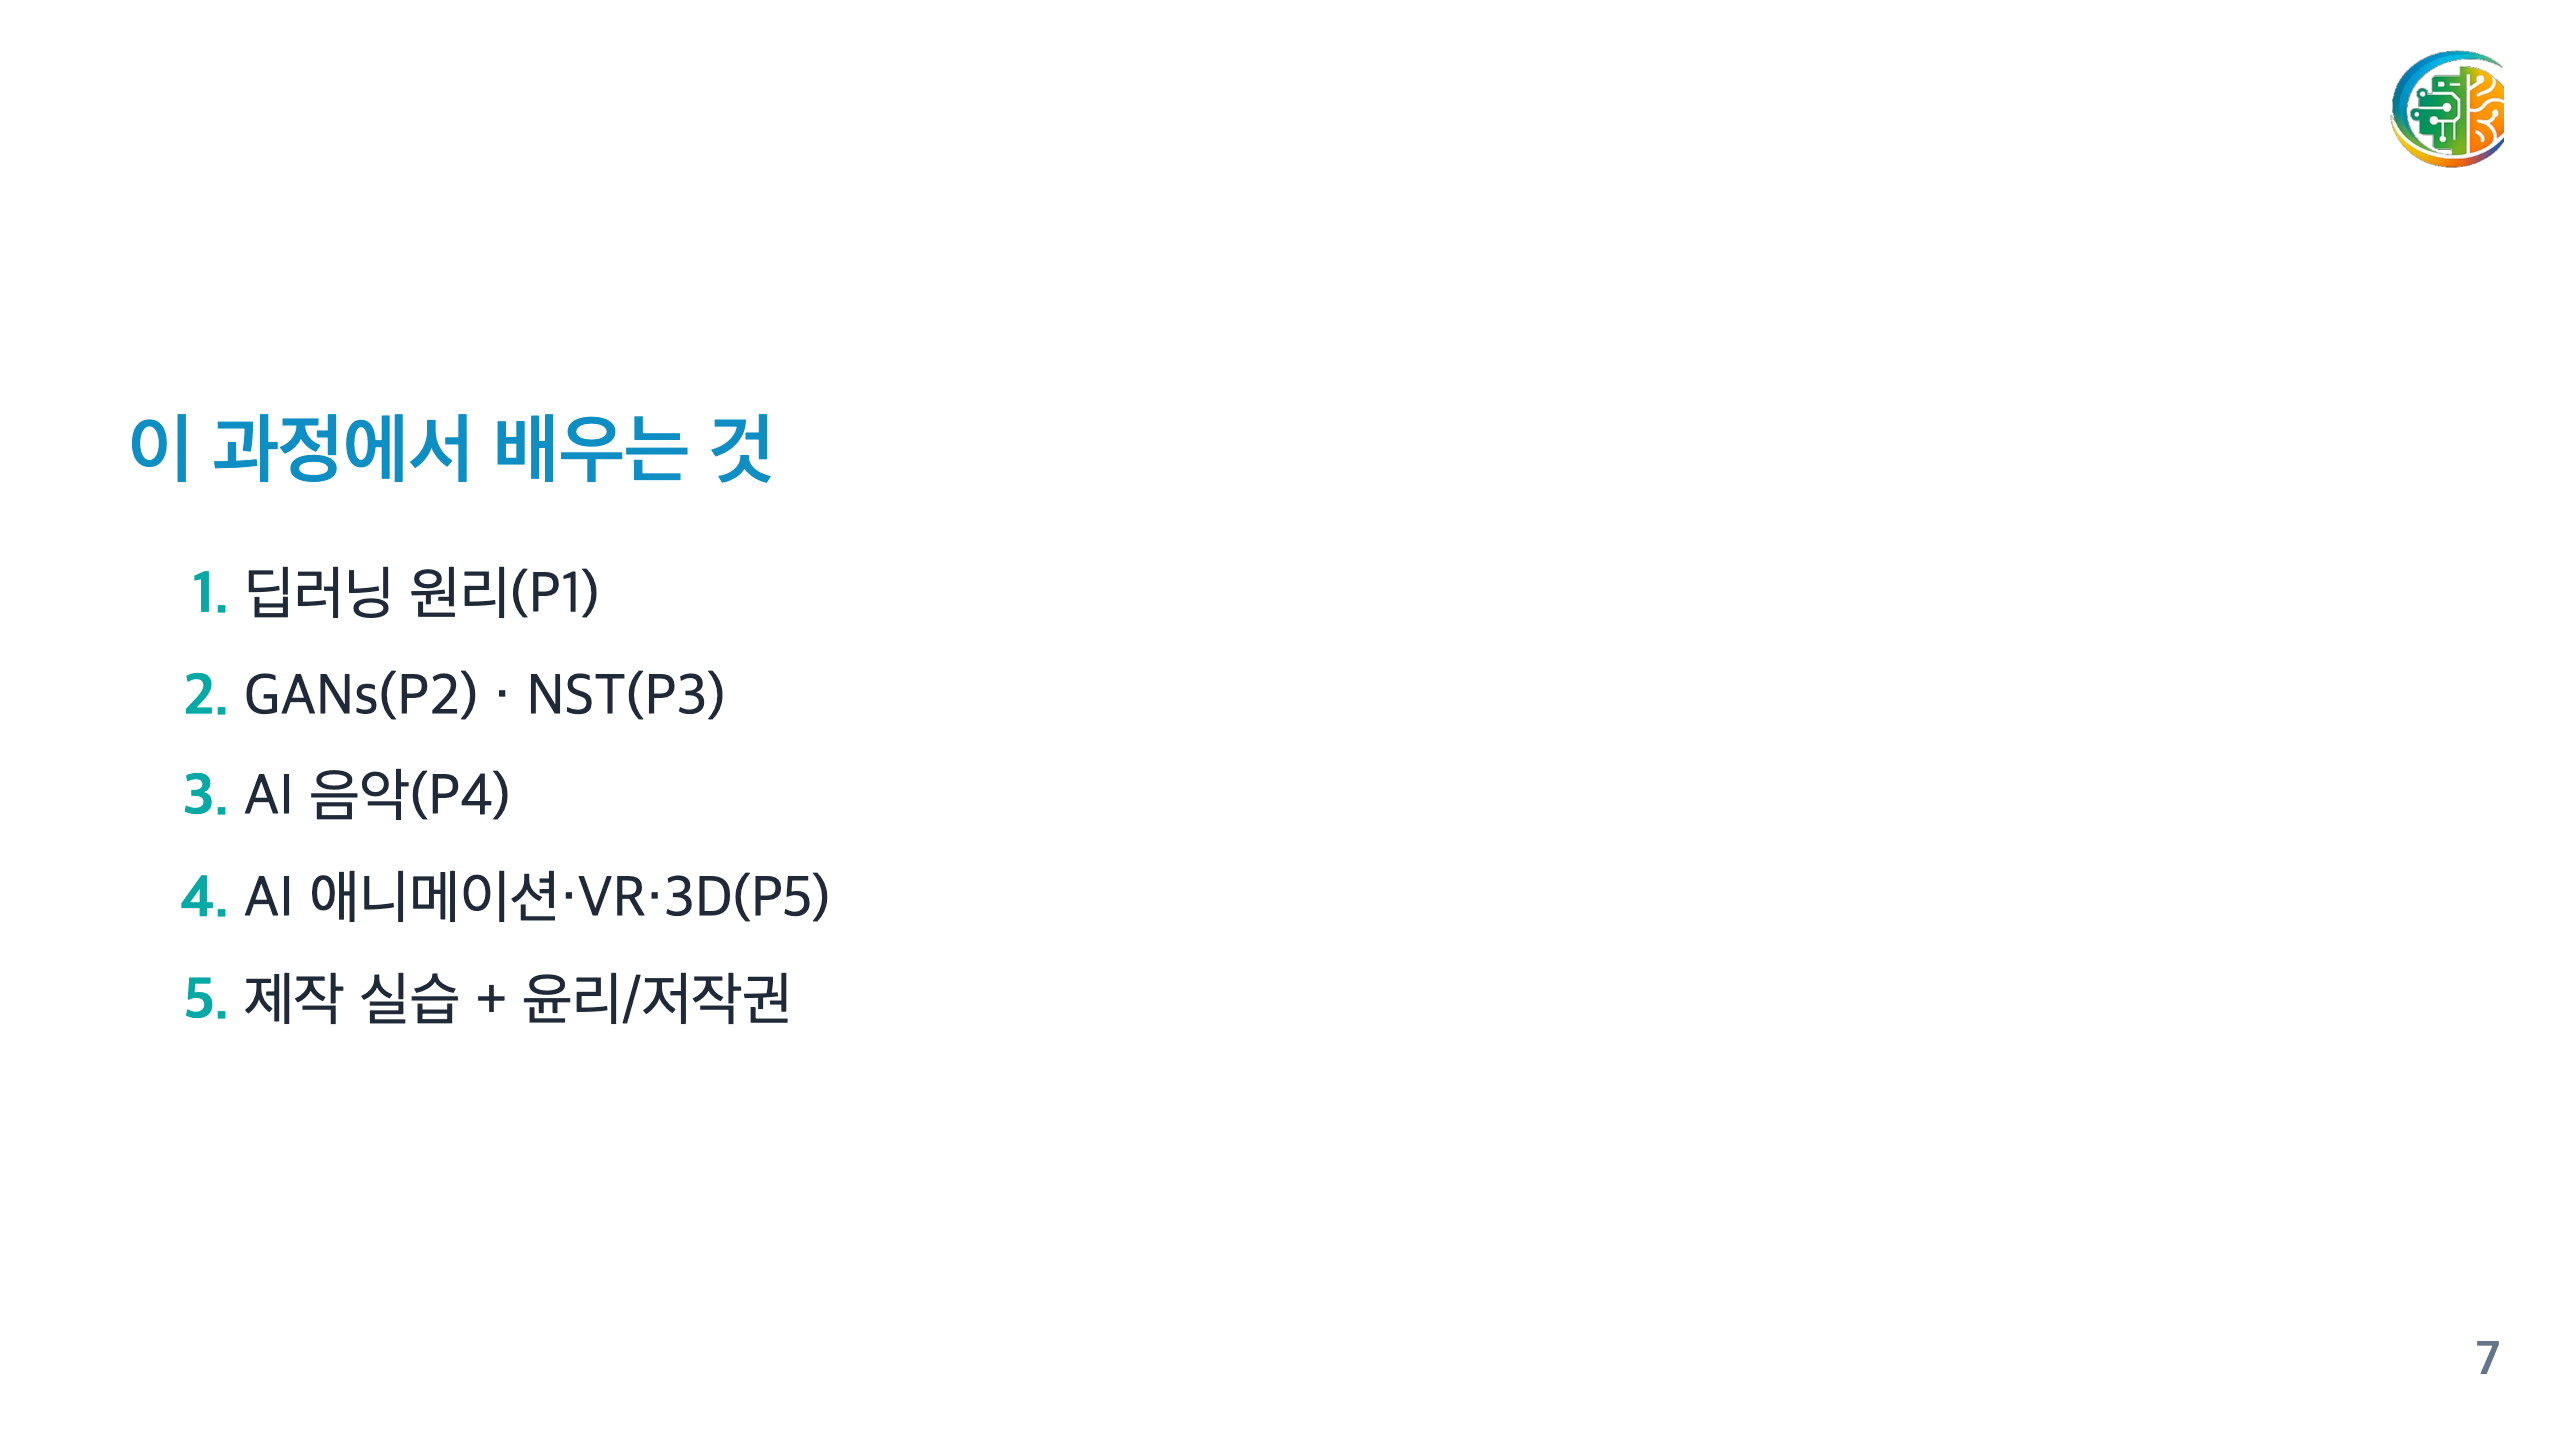 이 과정에서 배우는 것
1. 딥러닝 원리(P1)
2. GANs(P2) · NST(P3)
3. AI 음악(P4)
4. AI 애니메이션·VR·3D(P5)
5. 제작 실습 + 윤리/저작권
7